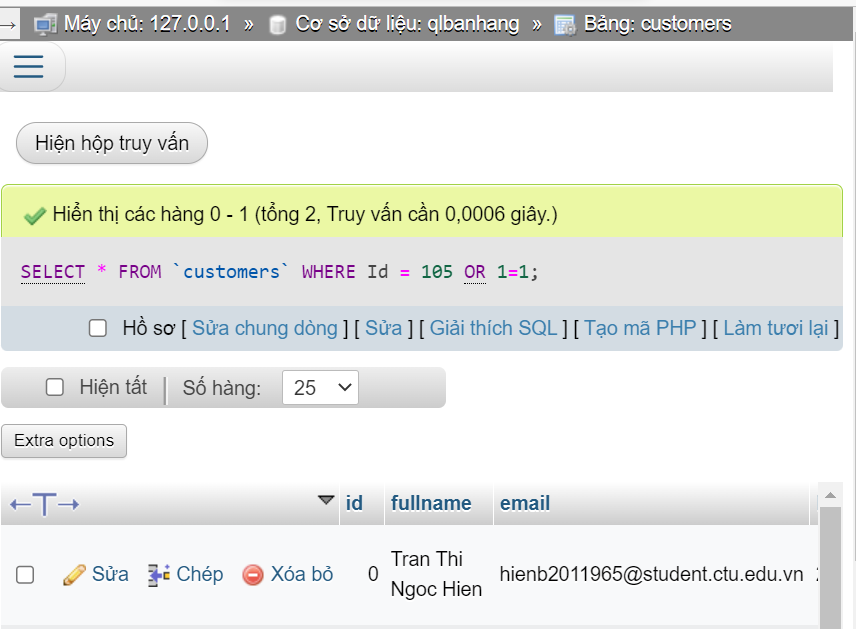 Máy chủ: 127.0.0.1 » Cơ sở dữ liệu: qlbanhang » Bảng: customers
Hiện hộp truy vấn
Hiển thị các hàng 0 - 1 (tổng 2, Truy vấn cần 0,0006 giây.)
SELECT * FROM `customers` WHERE Id = 105 OR 1=1;
Hồ sơ [ Sửa chung dòng ] [ Sửa ] [ Giải thích SQL ] [ Tạo mã PHP ] [ Làm tươi lại ]
Hiện tất | Số hàng: 25
Extra options
←T→ id fullname email
Sửa Chép Xóa bỏ 0 Tran Thi Ngoc Hien hienb2011965@student.ctu.edu.vn